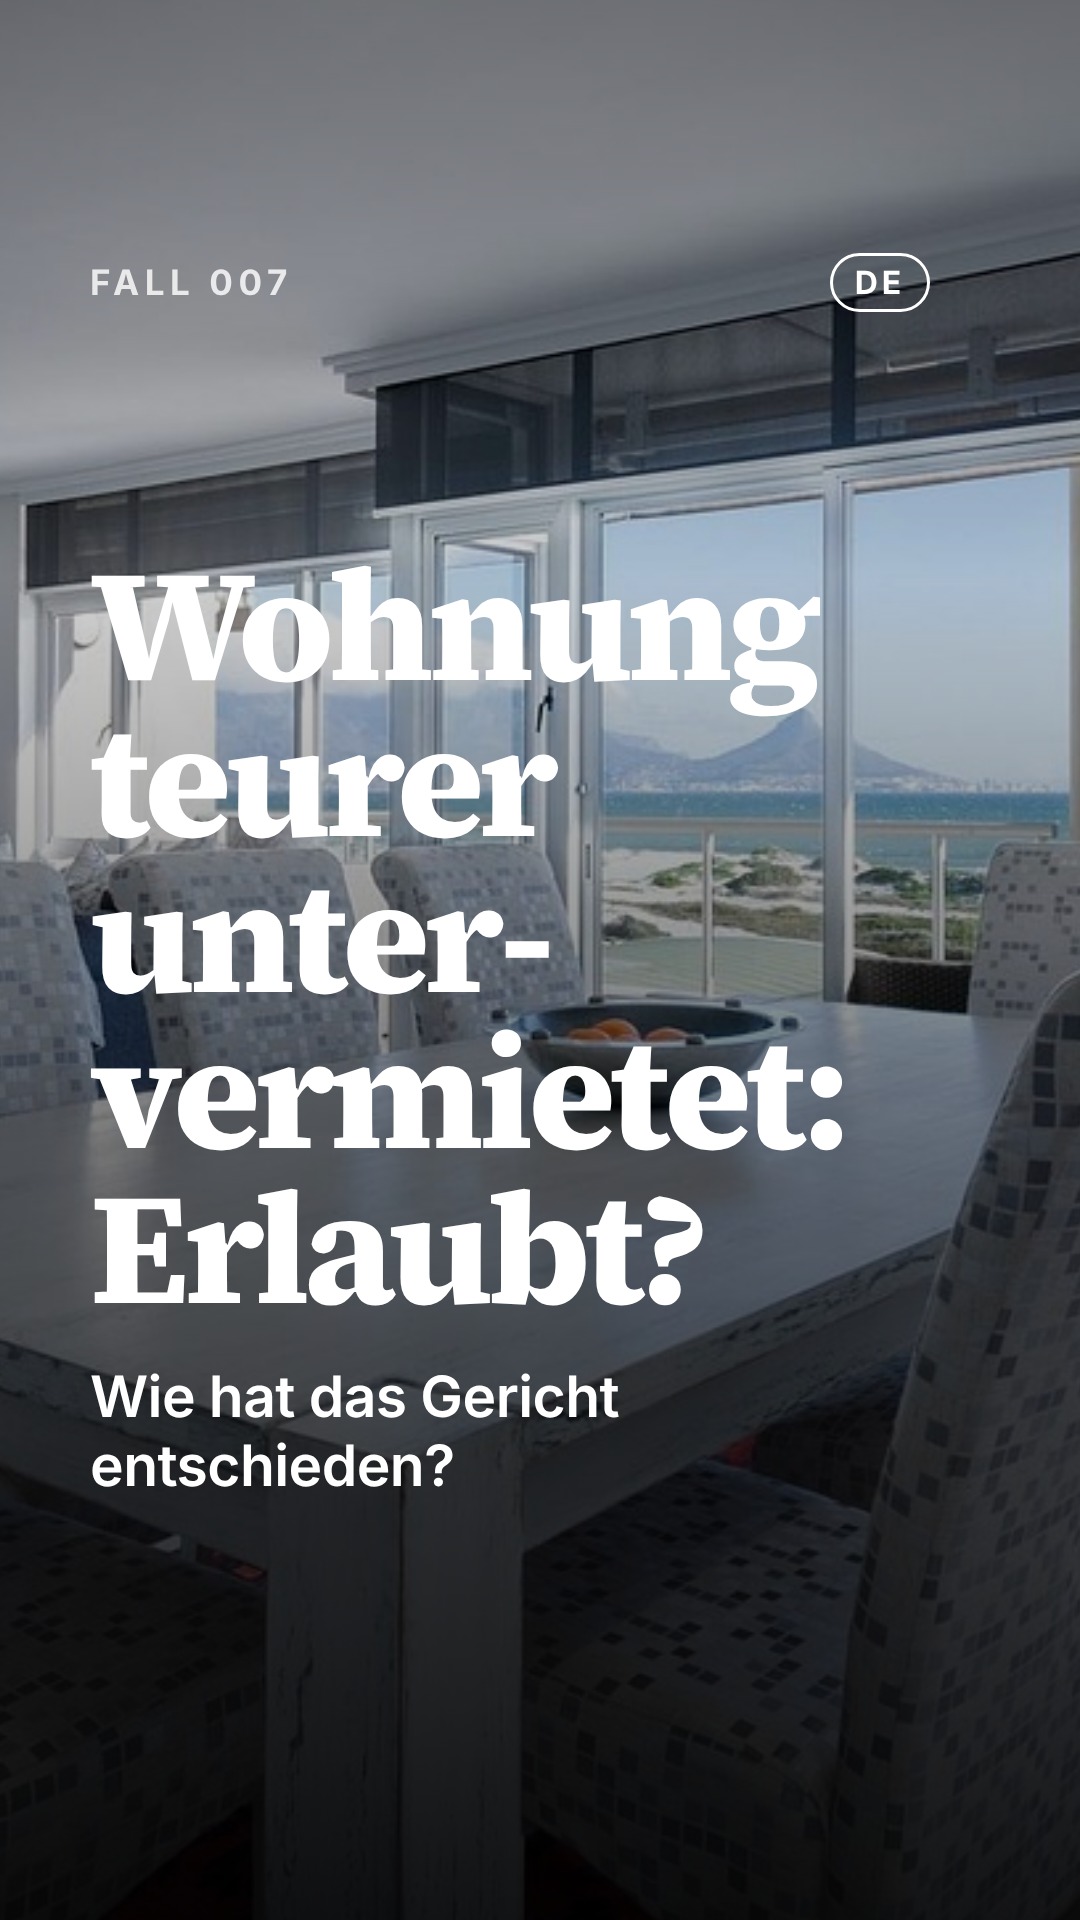 FALL 007
DE
Wohnung
teurer
unter-
vermietet:
Erlaubt?
Wie hat das Gericht
entschieden?